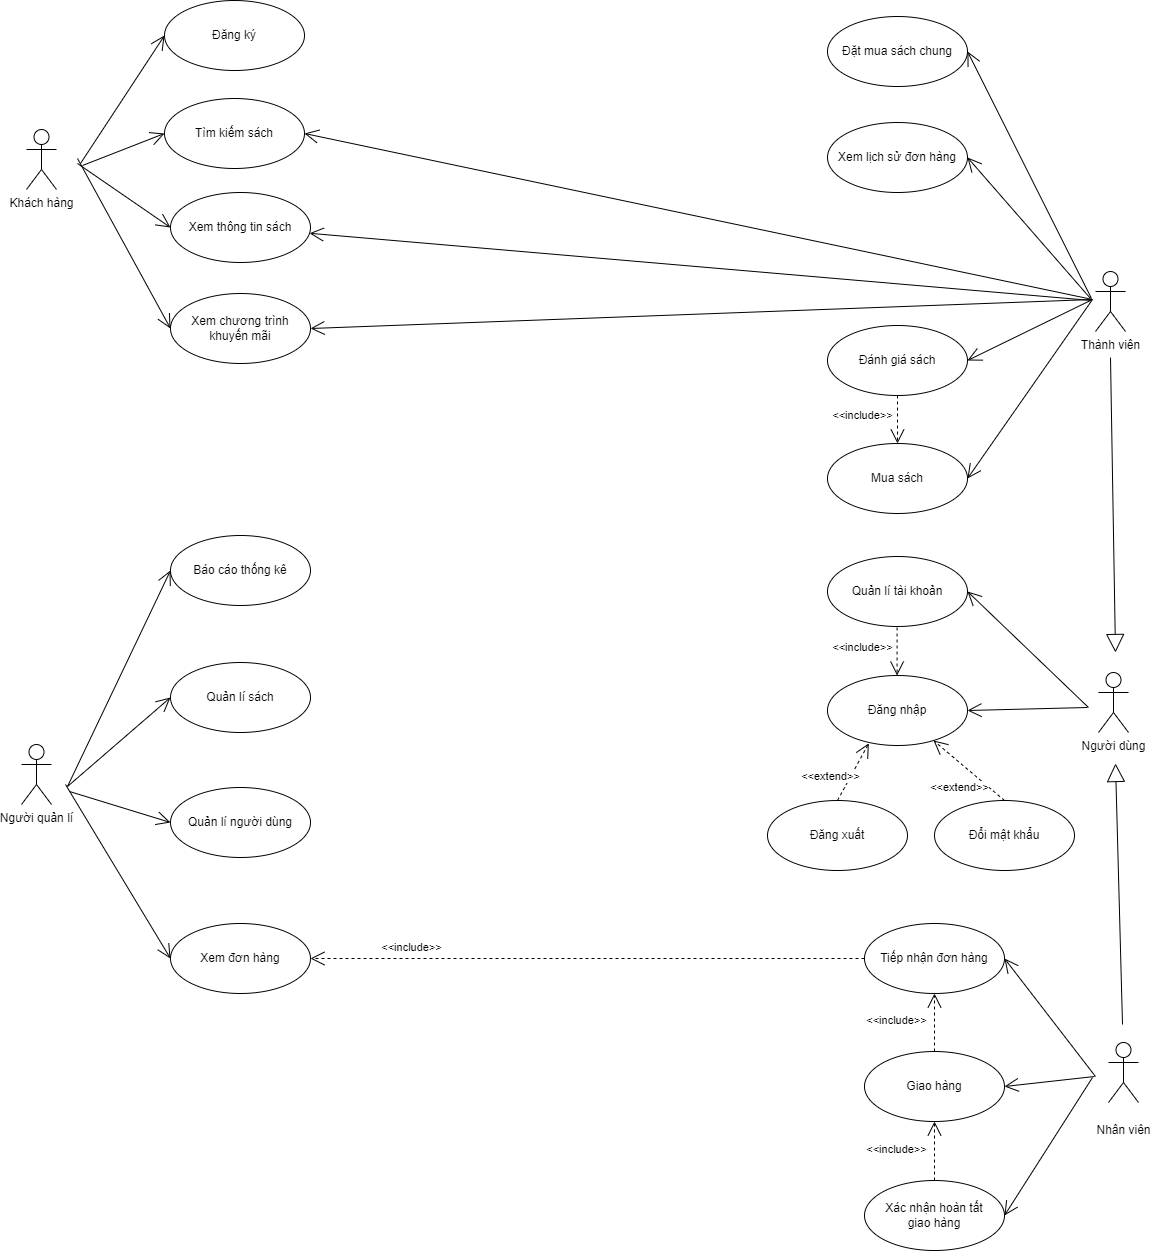 Đăng ký
Đặt mua sách chung
Tìm kiếm sách
Xem lịch sử đơn hàng
Khách hàng
Xem thông tin sách
Xem chương trình
khuyến mãi
Thành viên
Đánh giá sách
<<include>>
Mua sách
Báo cáo thống kê
Quản lí tài khoản
<<include>>
Quản lí sách
Đăng nhập
Người dùng
<<extend>>
<<extend>>
Người quản lí
Quản lí người dùng
Đăng xuất
Đổi mật khẩu
<<include>>
Xem đơn hàng
Tiếp nhận đơn hàng
<<include>>
Giao hàng
Nhân viên
<<include>>
Xác nhận hoàn tất
giao hàng